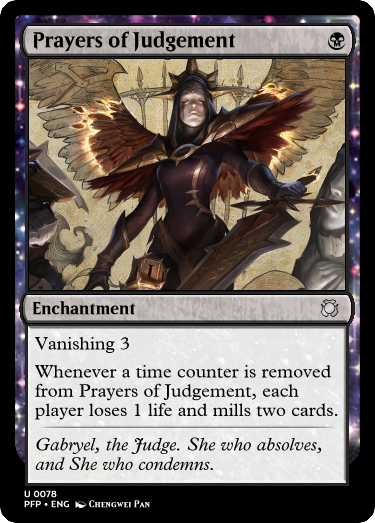 Prayers of Judgement
Enchantment
Vanishing 3
Whenever a time counter is removed
from Prayers of Judgement, each
player loses 1 life and mills two cards.
Gabryel, the Judge. She who absolves,
and She who condemns.
U 0078
PFP • ENG Chengwei Pan